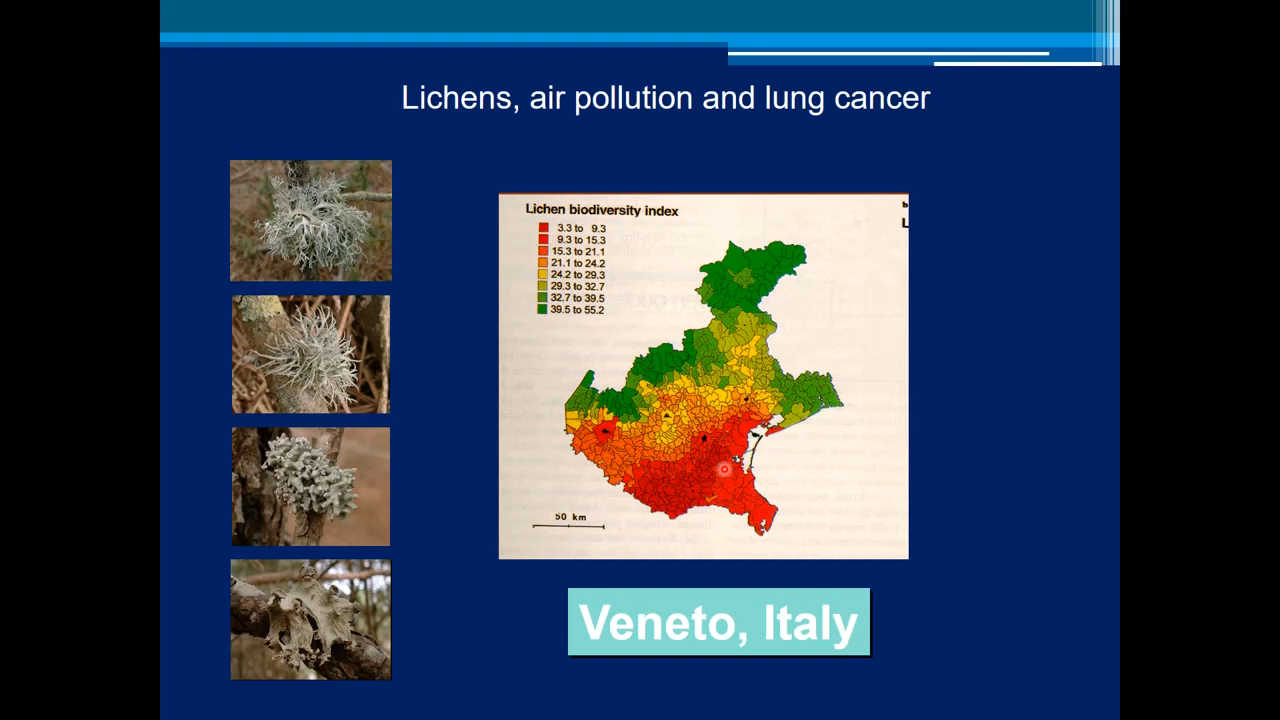 Lichens, air pollution and lung cancer
Lichen biodiversity index
3.3 to 9.3
9.3 to 15.3
15.3 to 21.1
21.1 to 24.2
24.2 to 29.3
29.3 to 32.7
32.7 to 39.5
39.5 to 55.2
50 km
Veneto, Italy